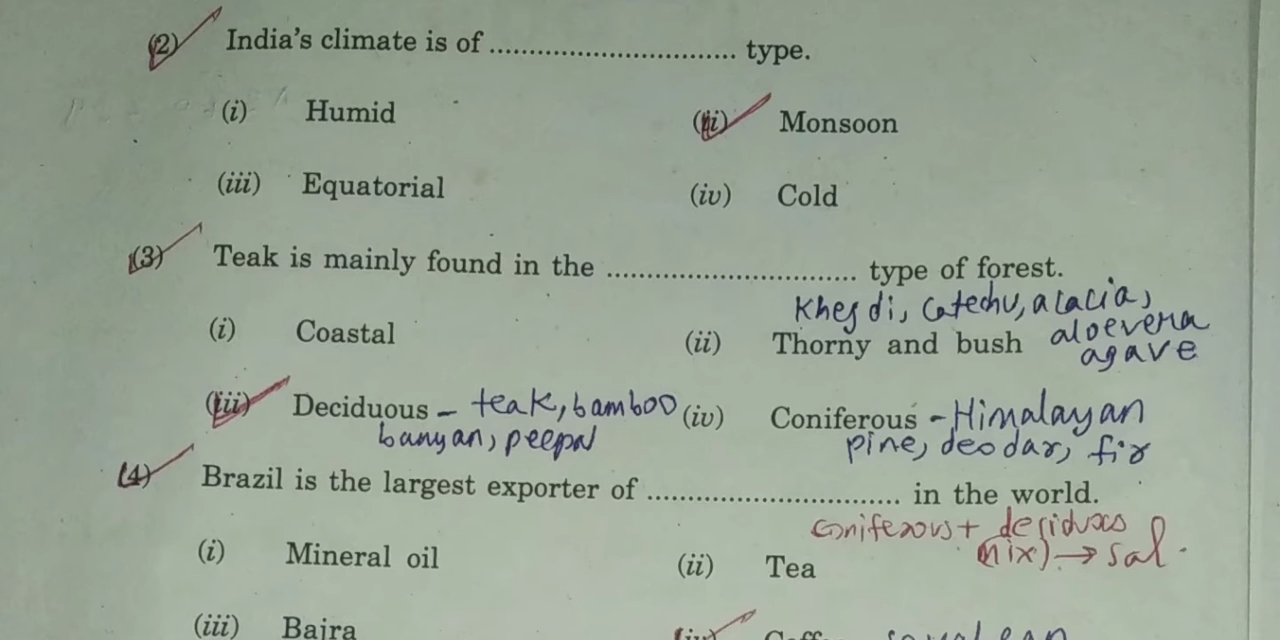 (2) India's climate is of .............................. type.
(i) Humid (ii) Monsoon
(iii) Equatorial (iv) Cold
(3) Teak is mainly found in the .............................. type of forest.
Khejdi, Catechu, acacia,
(i) Coastal (ii) Thorny and bush aloevera
agave
(iii) Deciduous - teak, bamboo (iv) Coniferous - Himalayan
banyan, peepal pine, deodar, fir
(4) Brazil is the largest exporter of .............................. in the world.
coniferous + deciduous
(i) Mineral oil (ii) Tea mix) → sal.
(iii) Bajra (iv)